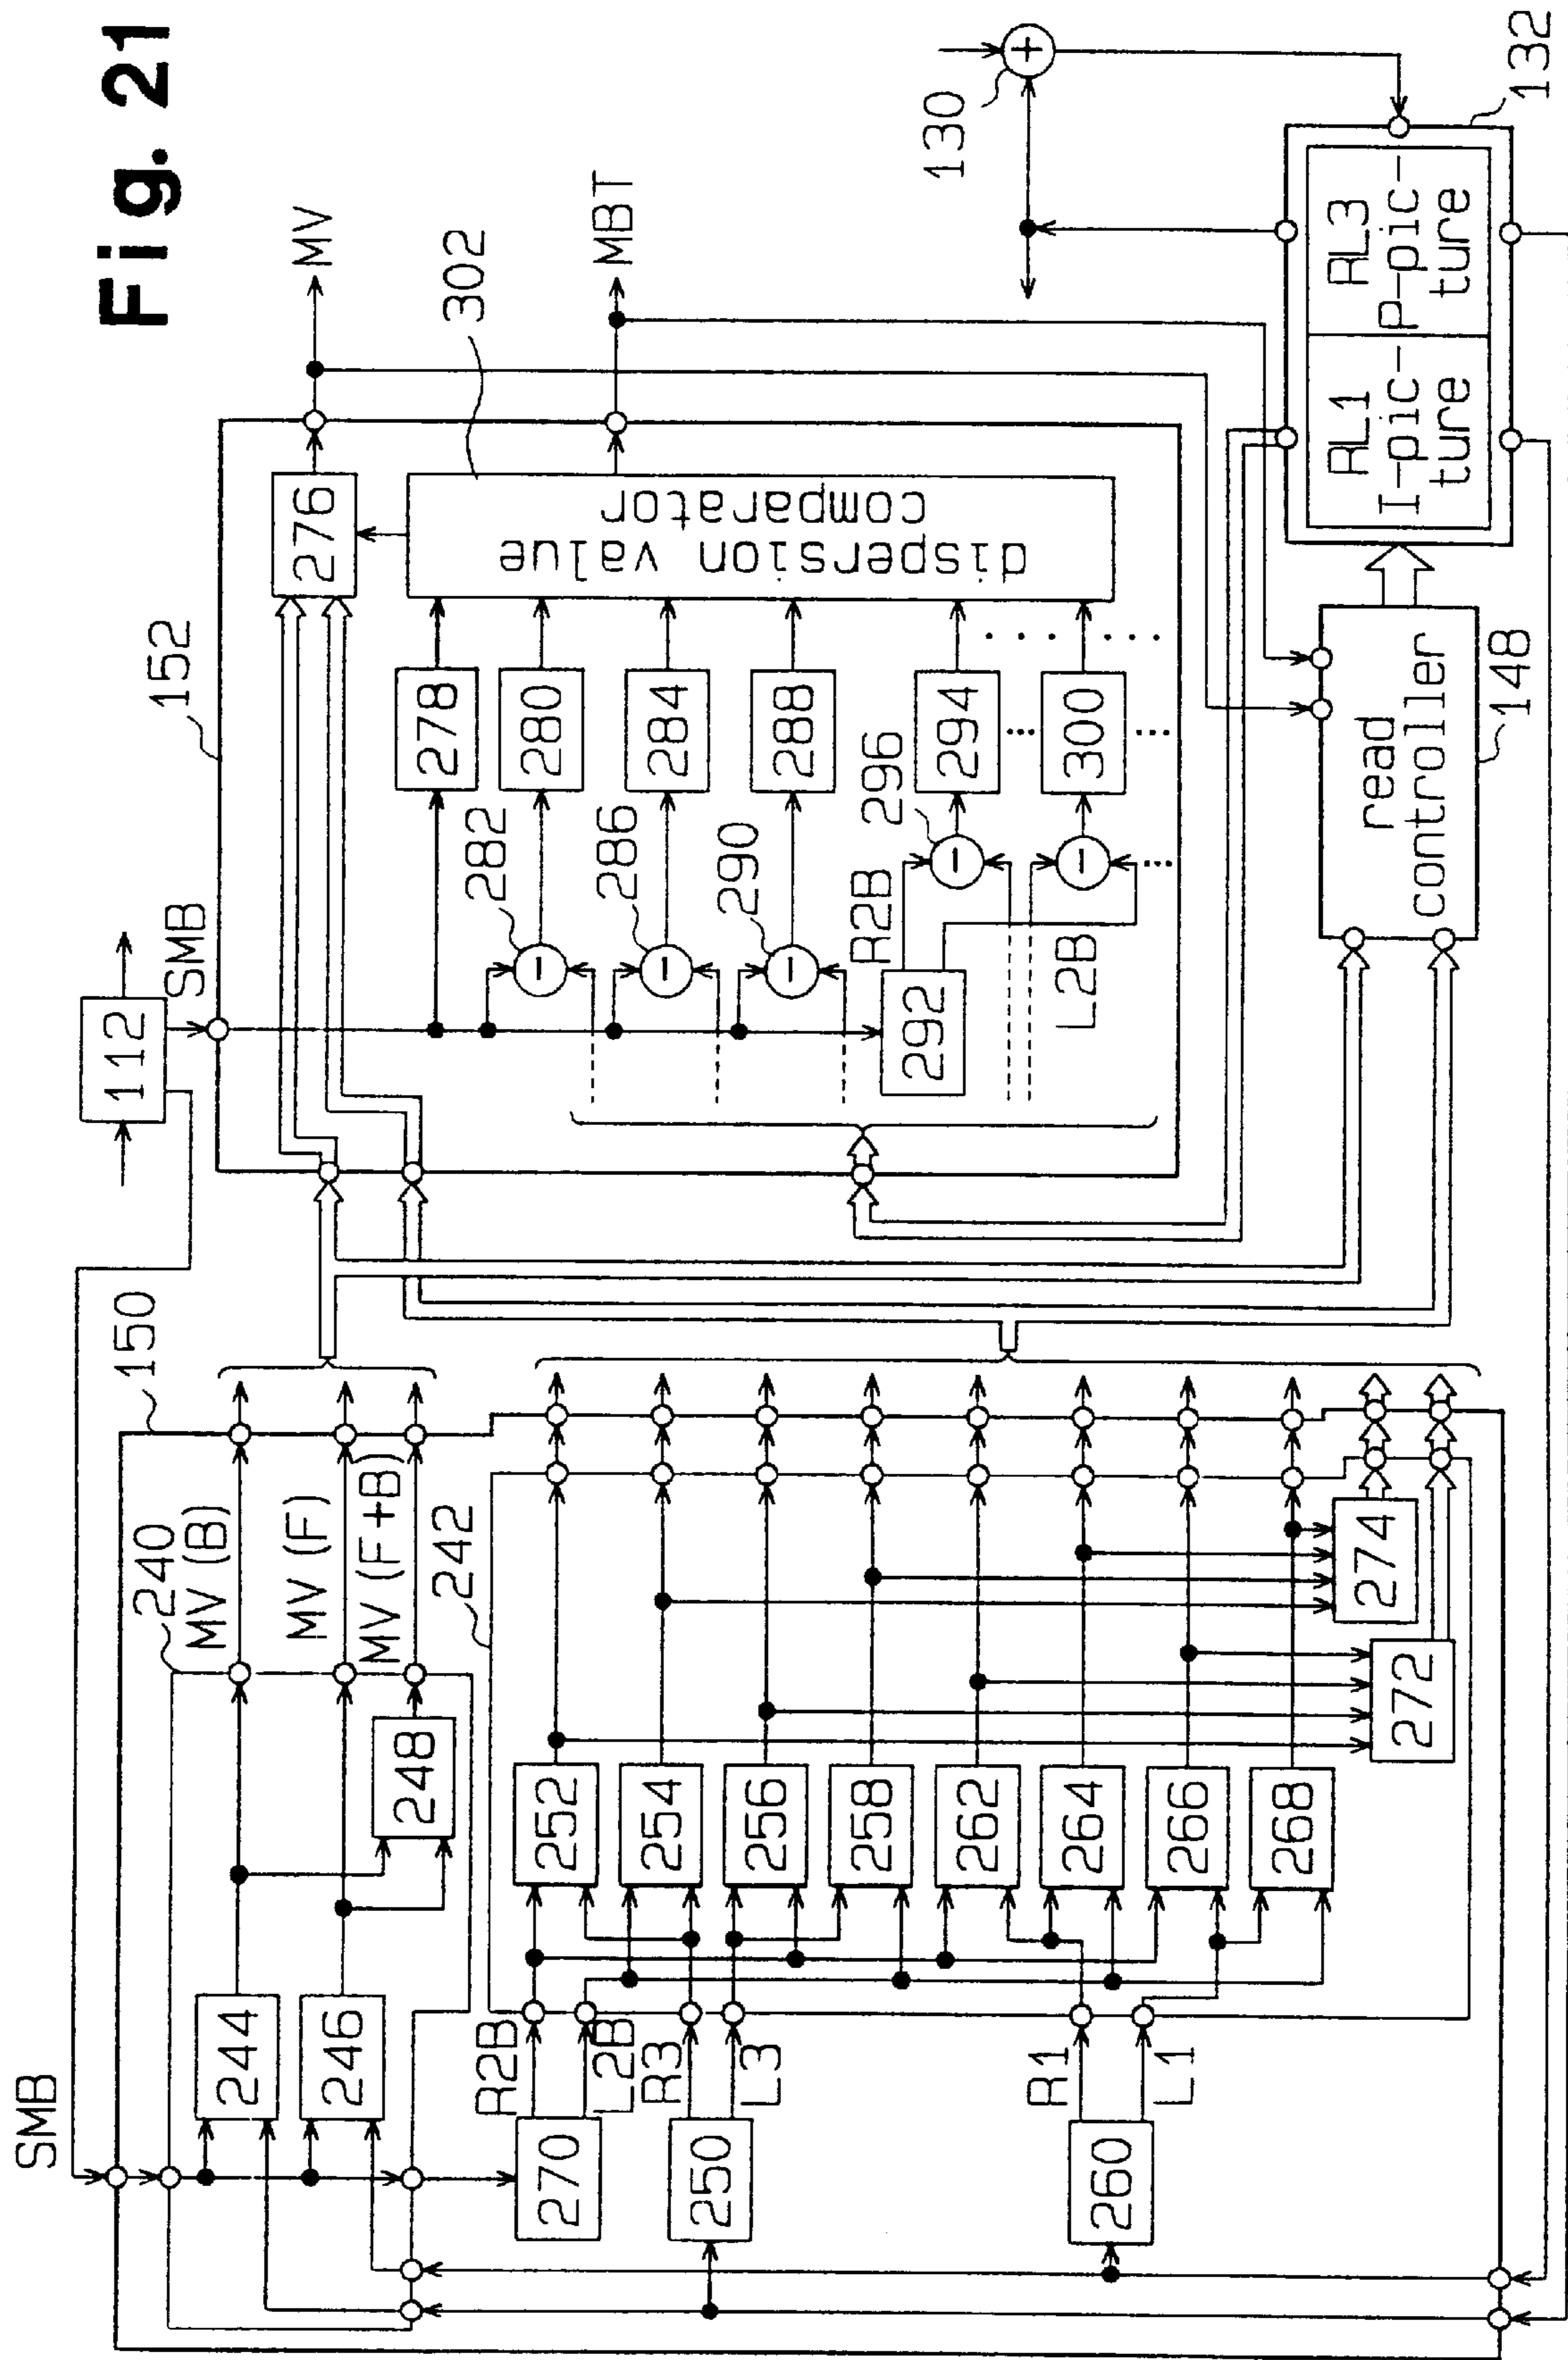 Fig. 21
SMB
150
240
MV (B)
MV (F)
MV (F+B)
242
244
246
248
270
R2B
L2B
250
R3
L3
260
R1
L1
252
254
256
258
262
264
266
268
272
274
112
SMB
152
276
MV
302
MBT
278
280
282
284
286
288
290
292
R2B
L2B
294
296
300
dispersion value
comparator
130
132
RL1
I-pic-
ture
RL3
P-pic-
ture
read
controller
148